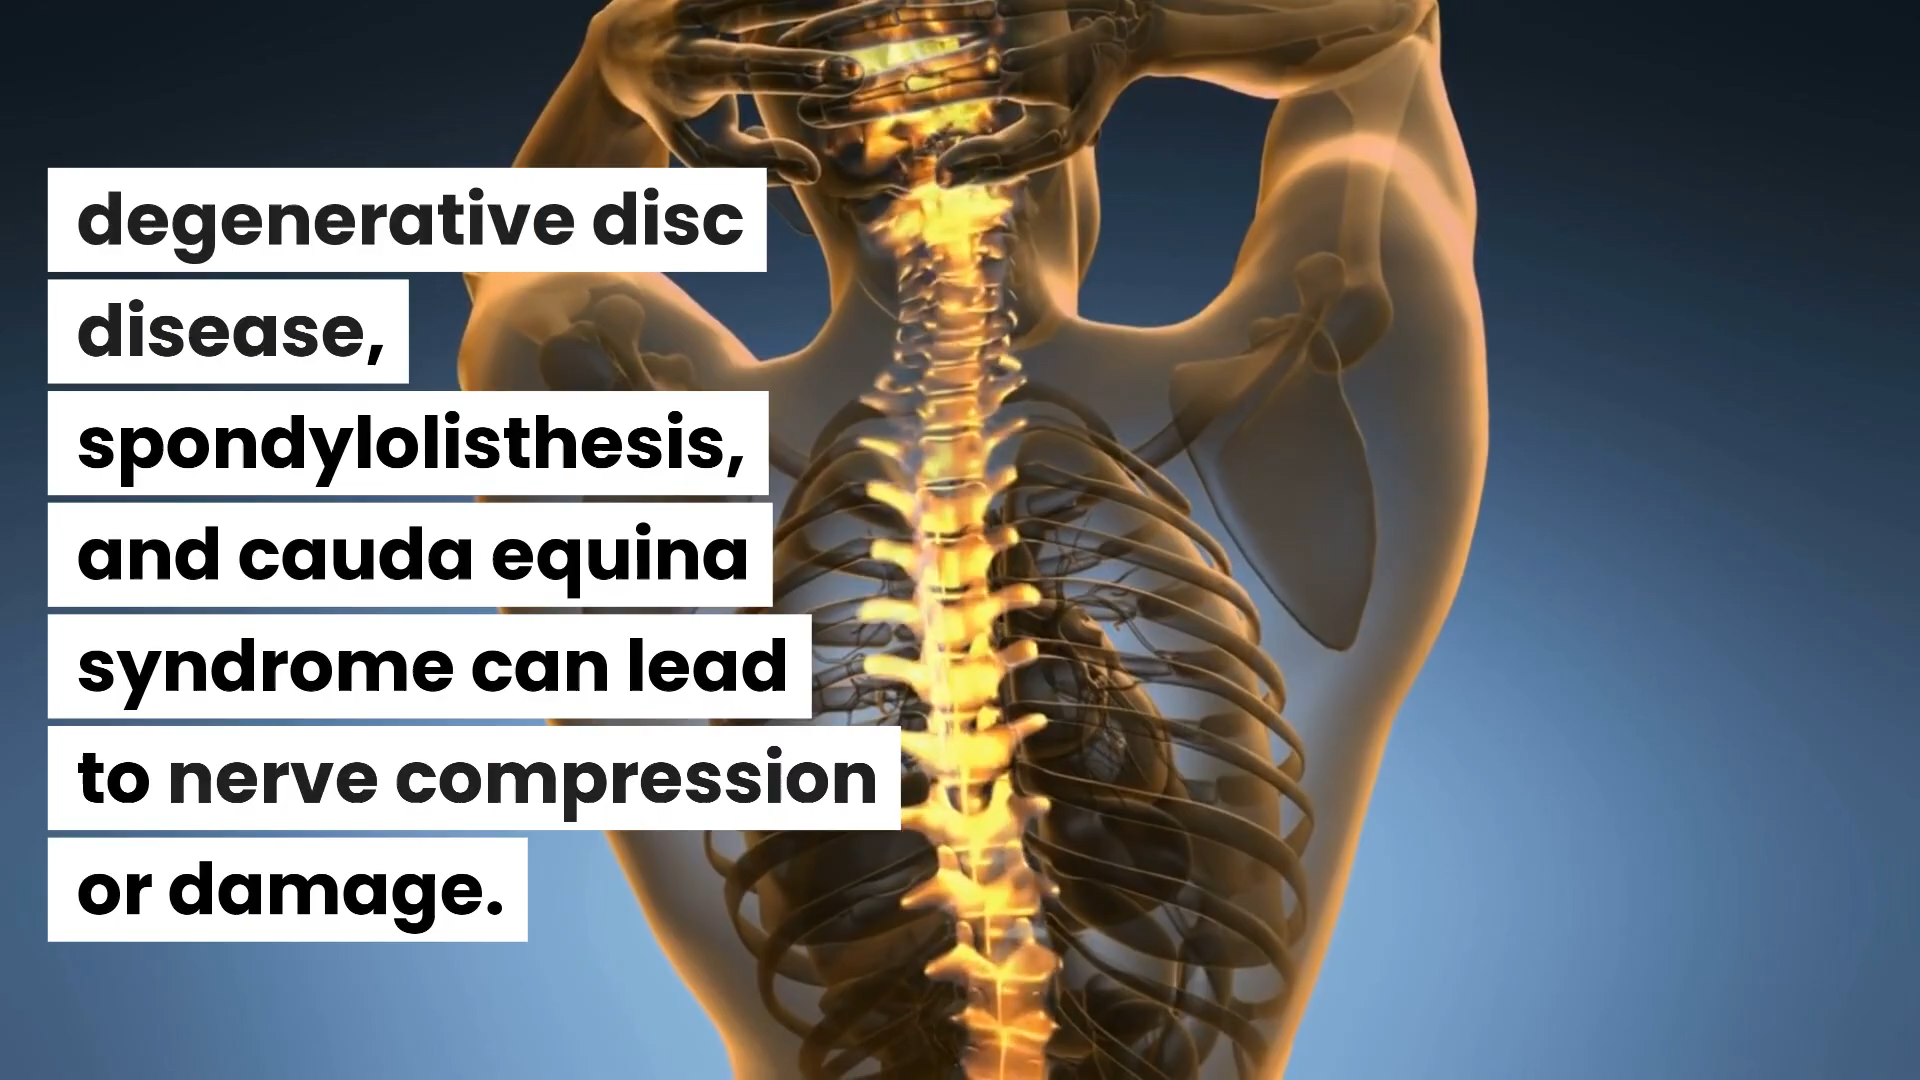 degenerative disc
disease,
spondylolisthesis,
and cauda equina
syndrome can lead
to nerve compression
or damage.